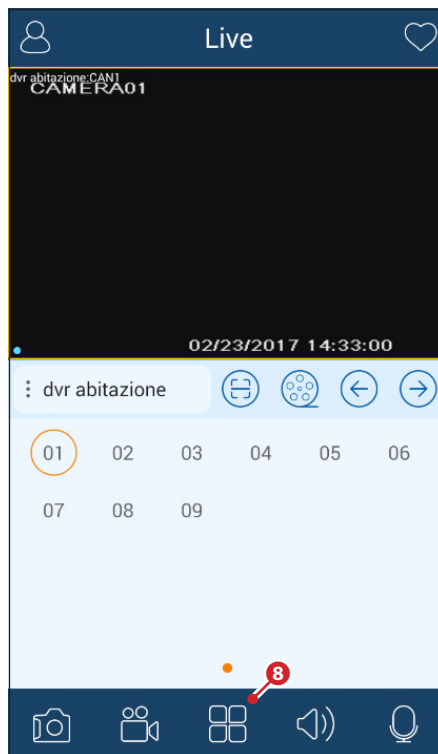 Live
dvr abitazione:CAN1
CAMERA01
02/23/2017 14:33:00
dvr abitazione
01 02 03 04 05 06
07 08 09
8